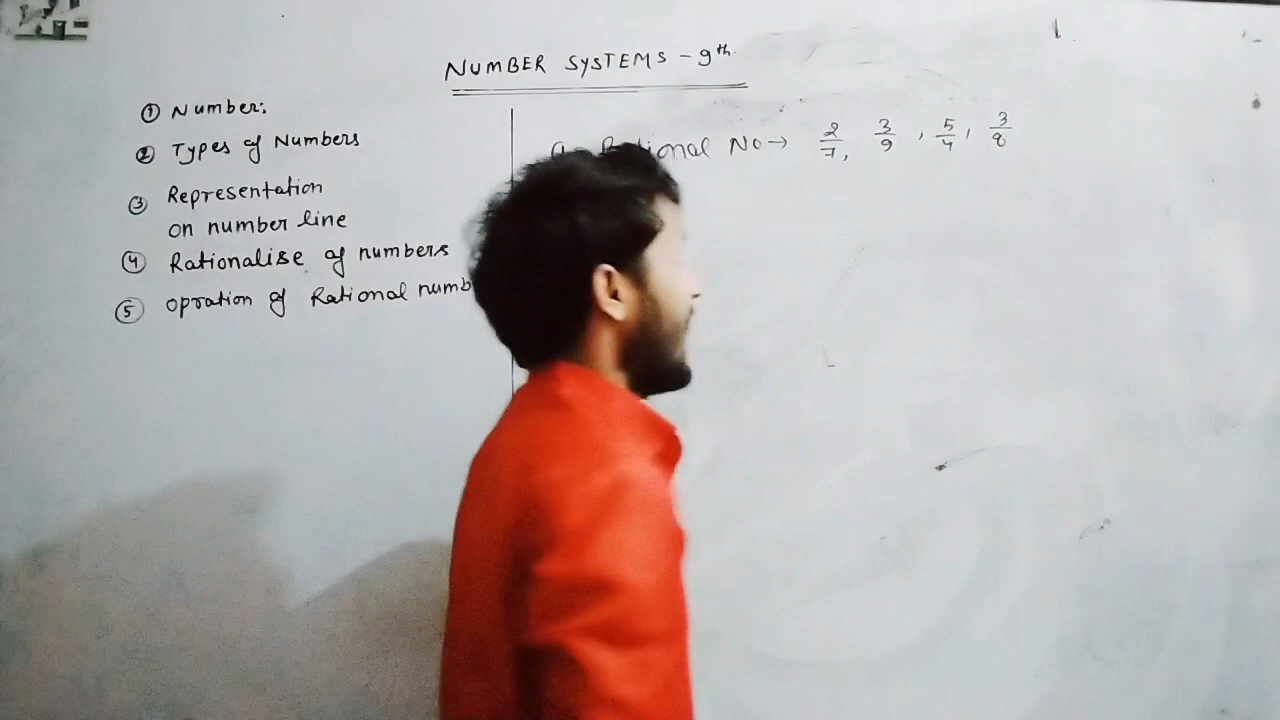 NUMBER SYSTEMS - 9th
① Number:
② Types of Numbers
③ Representation
on number line
④ Rationalise of numbers
⑤ opration of Rational numb
No → 2/7, 3/9, 5/4, 3/8